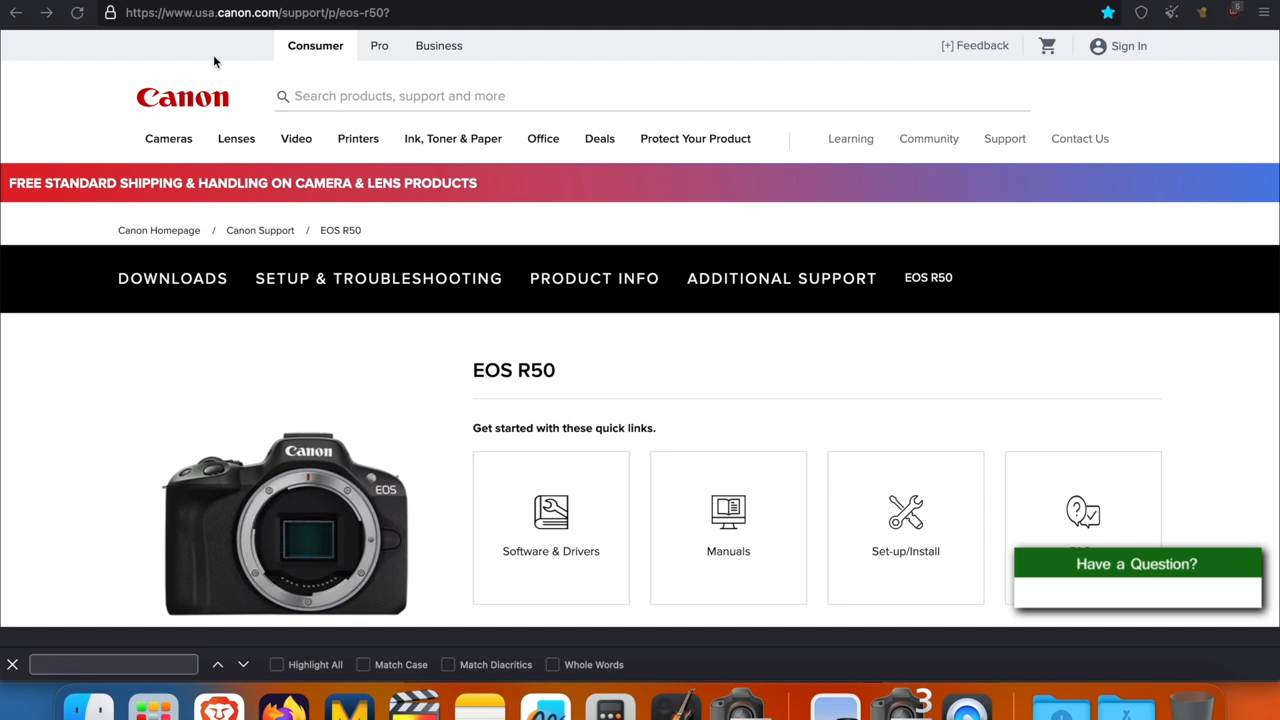 https://www.usa.canon.com/support/p/eos-r50?
6
Consumer
Pro
Business
[+] Feedback
Sign In
Canon
Search products, support and more
Cameras
Lenses
Video
Printers
Ink, Toner & Paper
Office
Deals
Protect Your Product
Learning
Community
Support
Contact Us
FREE STANDARD SHIPPING & HANDLING ON CAMERA & LENS PRODUCTS
Canon Homepage / Canon Support / EOS R50
DOWNLOADS
SETUP & TROUBLESHOOTING
PRODUCT INFO
ADDITIONAL SUPPORT
EOS R50
EOS R50
Get started with these quick links.
Canon
EOS
Software & Drivers
Manuals
Set-up/Install
Have a Question?
Highlight All
Match Case
Match Diacritics
Whole Words
3